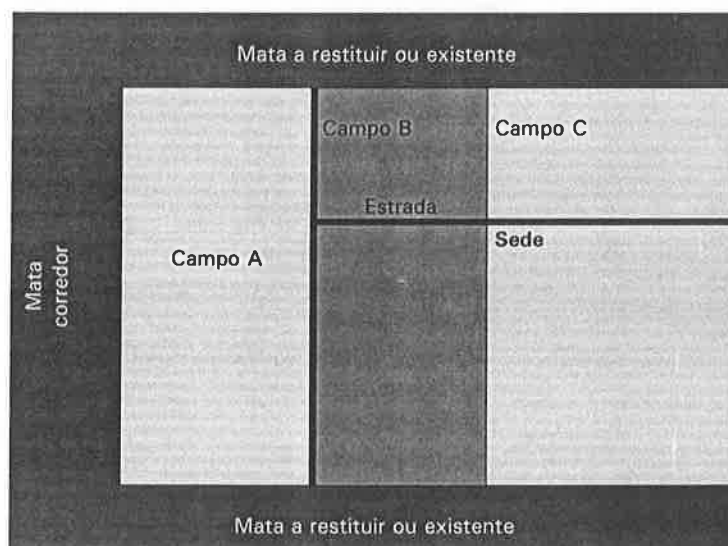 Mata a restituir ou existente
Campo B
Campo C
Estrada
Sede
Campo A
Mata
corredor
Mata a restituir ou existente